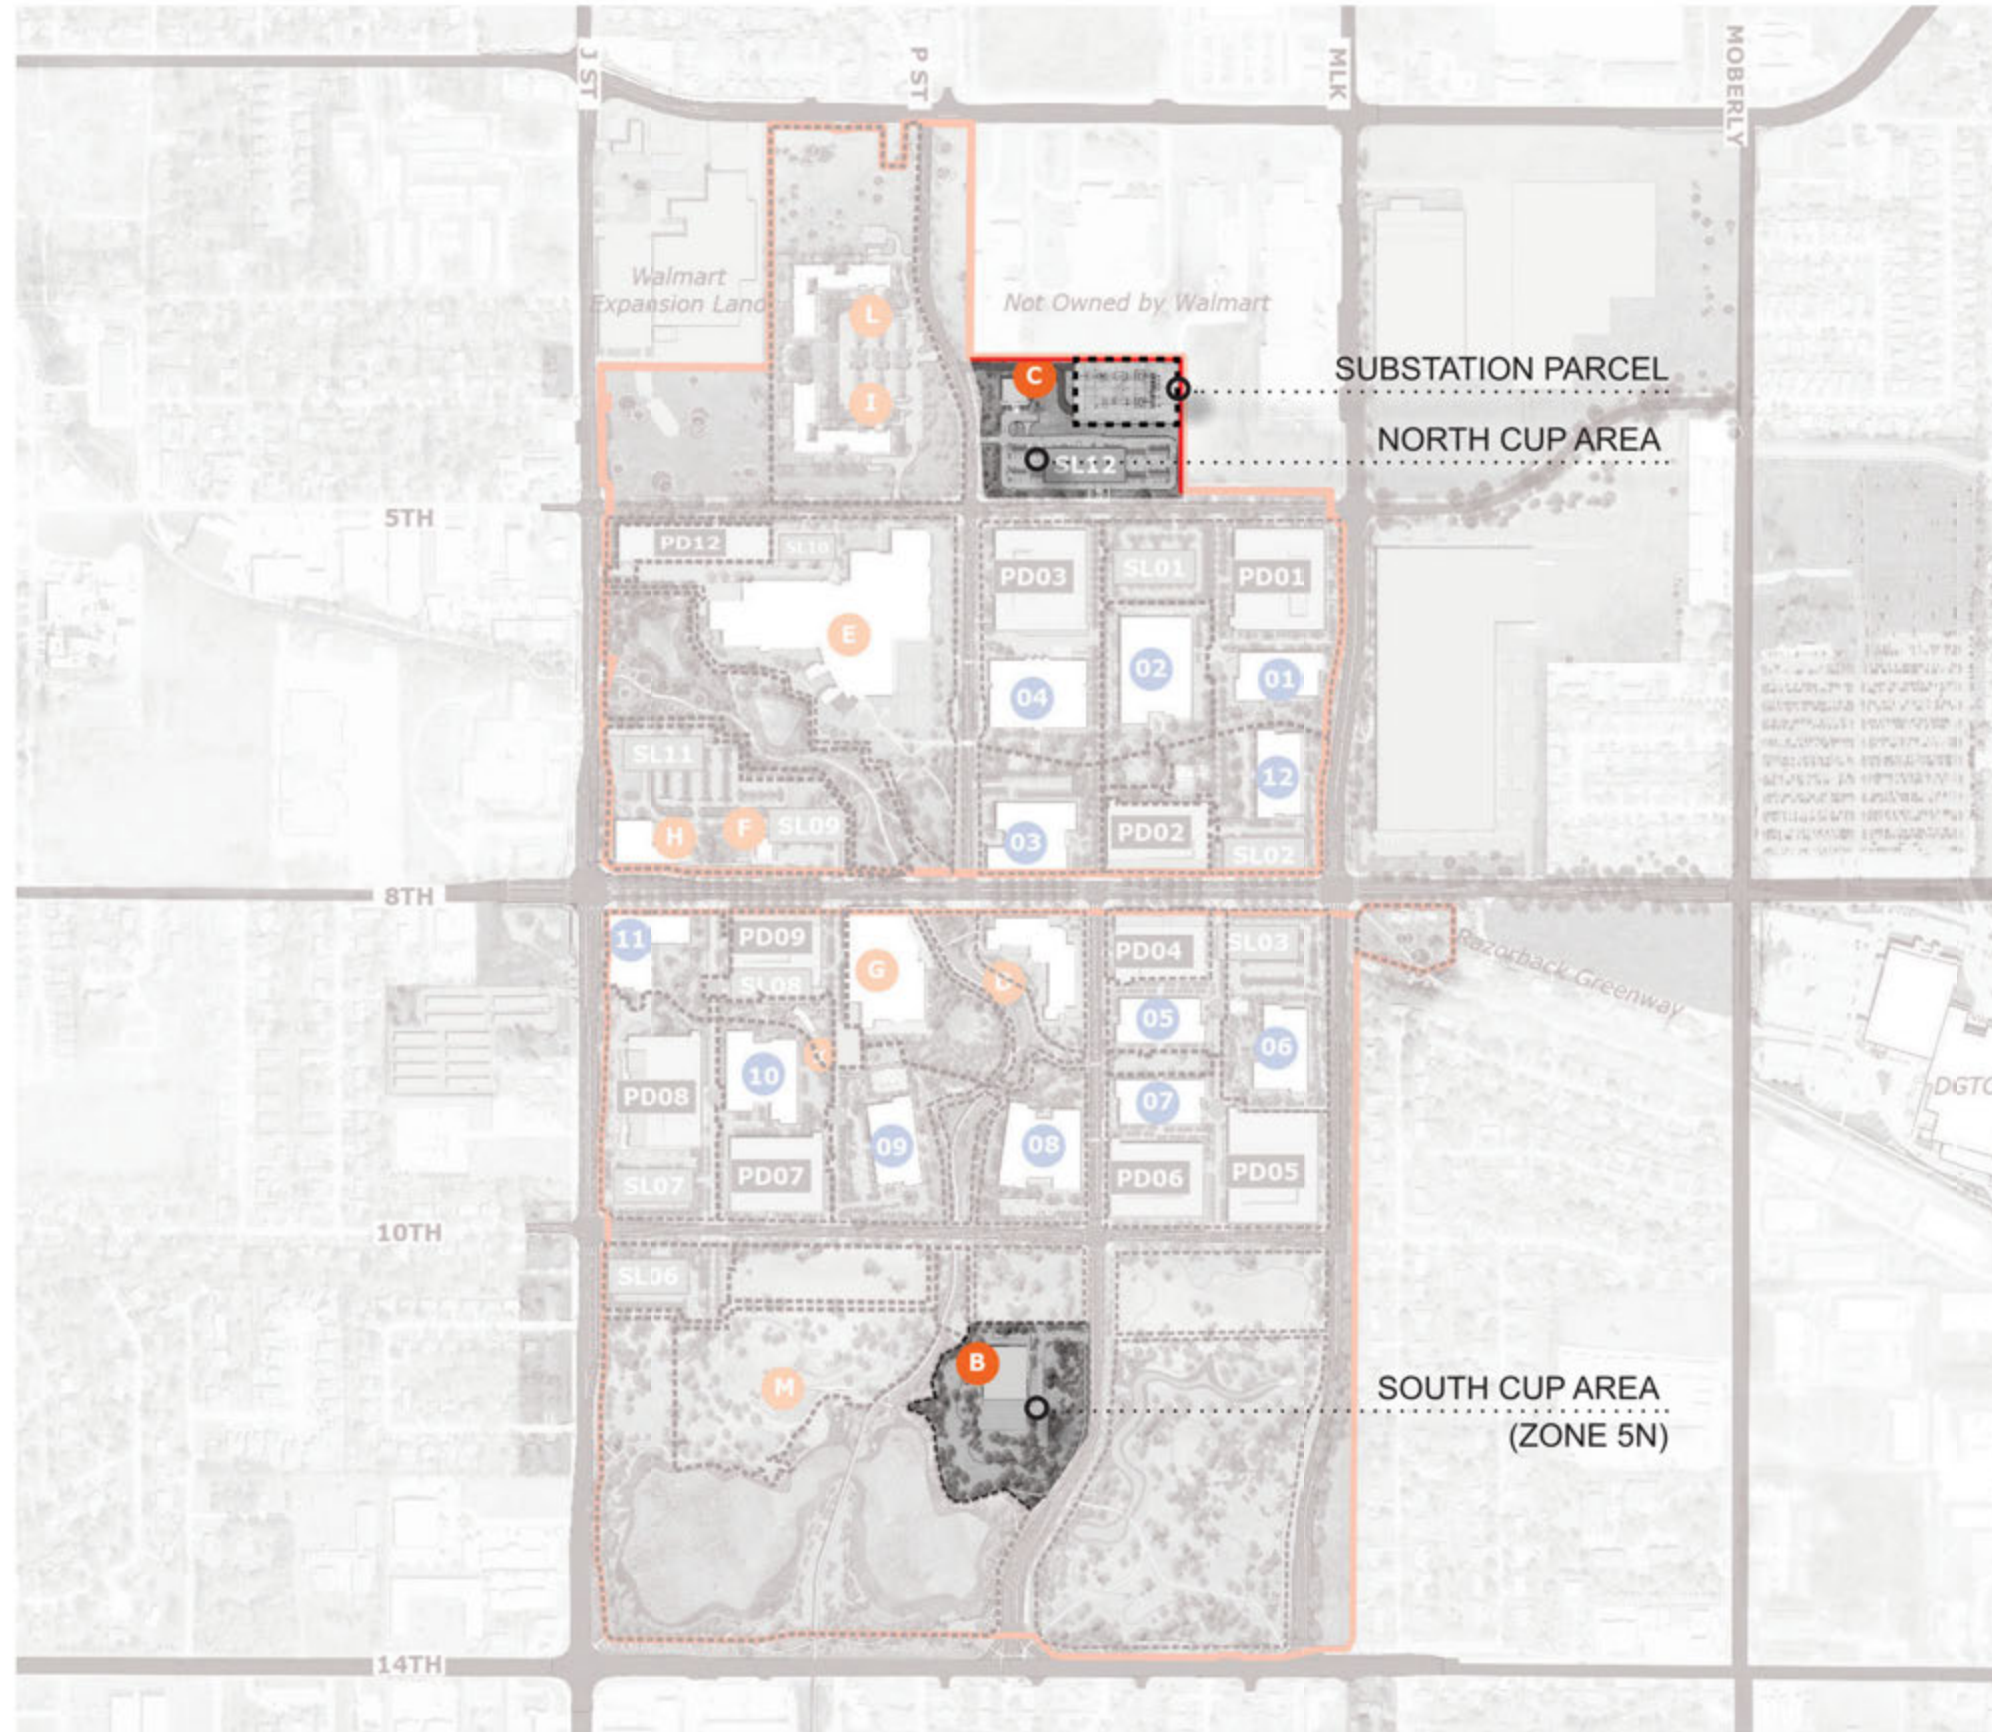 J ST
P ST
MLK
MOBERLY
Walmart
Expansion Land
Not Owned by Walmart
L
I
C
SUBSTATION PARCEL
NORTH CUP AREA
SL12
5TH
PD12
SL10
PD03
SL01
PD01
E
02
01
04
SL11
12
H
F
SL09
03
PD02
SL02
8TH
11
PD09
SL08
G
D
PD04
SL03
Razorback Greenway
05
06
10
PD08
07
DGTC
09
08
SL07
PD07
PD06
PD05
10TH
SL06
B
M
SOUTH CUP AREA
(ZONE 5N)
14TH